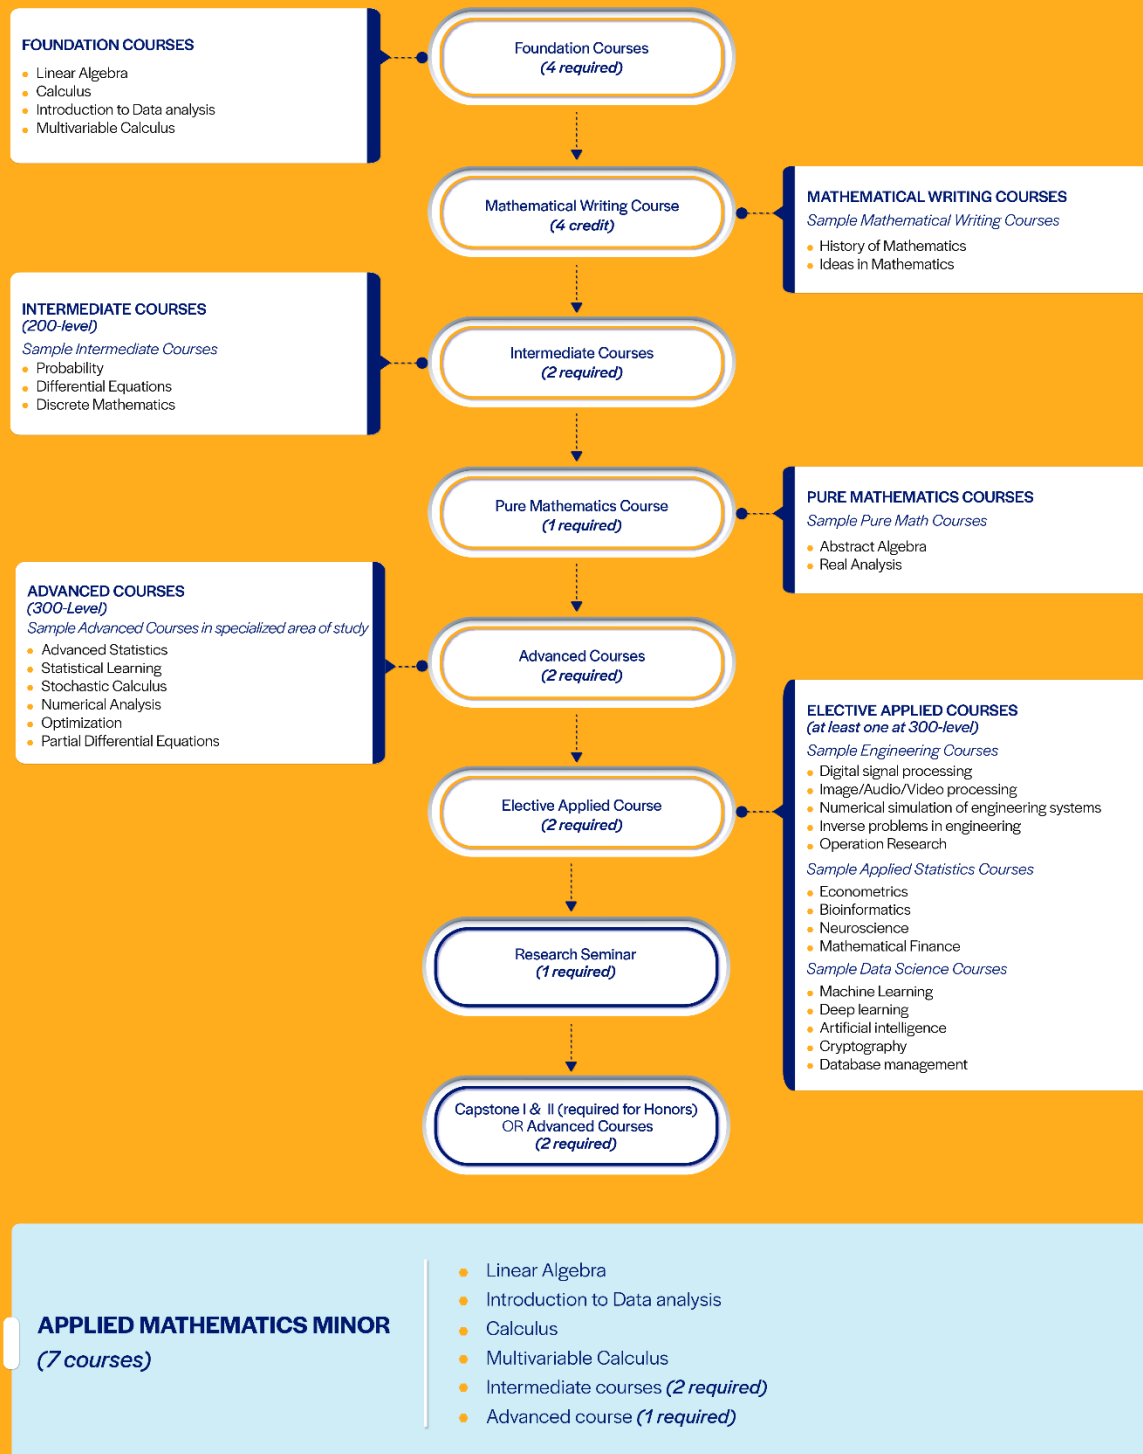 FOUNDATION COURSES
Linear Algebra
Calculus
Introduction to Data analysis
Multivariable Calculus
Foundation Courses
(4 required)
Mathematical Writing Course
(4 credit)
MATHEMATICAL WRITING COURSES
Sample Mathematical Writing Courses
History of Mathematics
Ideas in Mathematics
INTERMEDIATE COURSES
(200-level)
Sample Intermediate Courses
Probability
Differential Equations
Discrete Mathematics
Intermediate Courses
(2 required)
Pure Mathematics Course
(1 required)
PURE MATHEMATICS COURSES
Sample Pure Math Courses
Abstract Algebra
Real Analysis
ADVANCED COURSES
(300-Level)
Sample Advanced Courses in specialized area of study
Advanced Statistics
Statistical Learning
Stochastic Calculus
Numerical Analysis
Optimization
Partial Differential Equations
Advanced Courses
(2 required)
Elective Applied Course
(2 required)
ELECTIVE APPLIED COURSES
(at least one at 300-level)
Sample Engineering Courses
Digital signal processing
Image/Audio/Video processing
Numerical simulation of engineering systems
Inverse problems in engineering
Operation Research
Sample Applied Statistics Courses
Econometrics
Bioinformatics
Neuroscience
Mathematical Finance
Sample Data Science Courses
Machine Learning
Deep learning
Artificial intelligence
Cryptography
Database management
Research Seminar
(1 required)
Capstone I & II (required for Honors)
OR Advanced Courses
(2 required)
APPLIED MATHEMATICS MINOR
(7 courses)
Linear Algebra
Introduction to Data analysis
Calculus
Multivariable Calculus
Intermediate courses (2 required)
Advanced course (1 required)